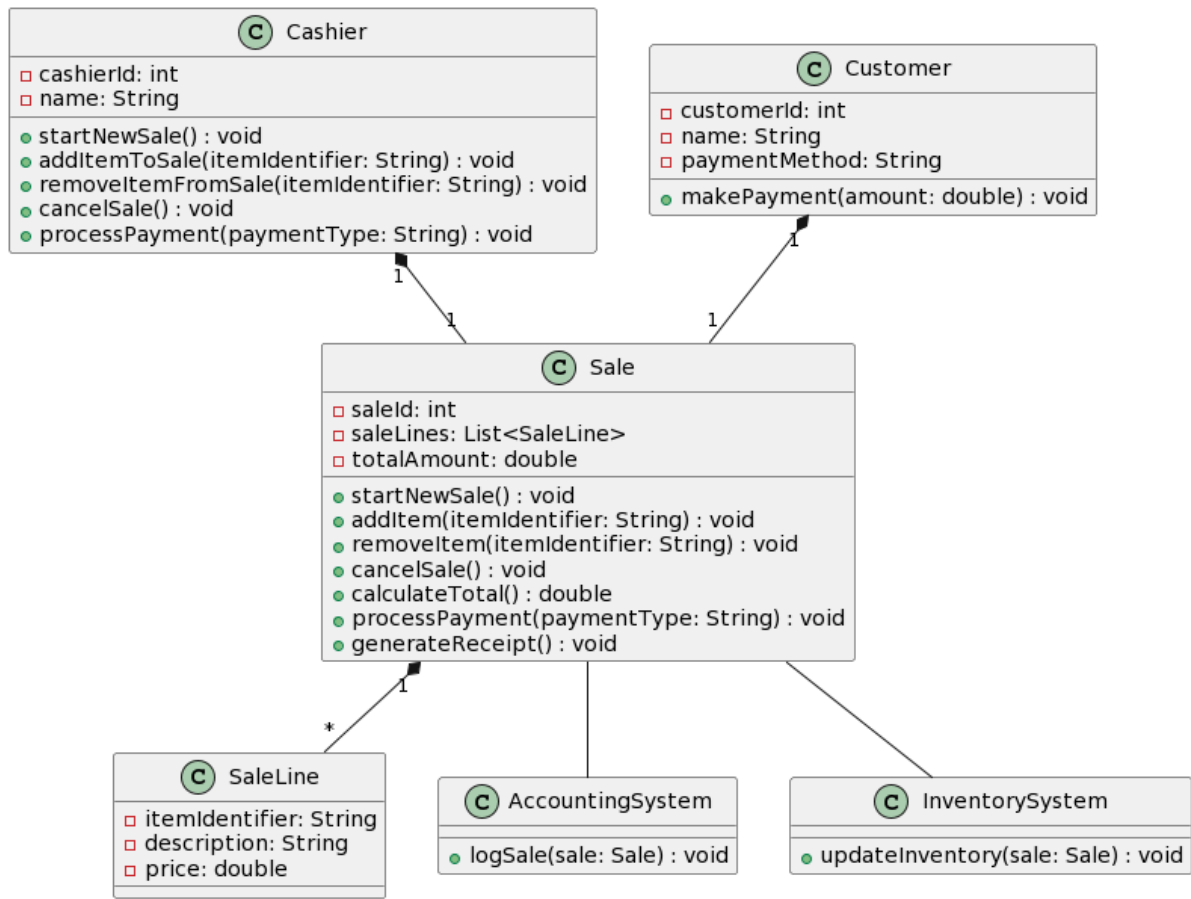 C Cashier
cashierId: int
name: String
startNewSale() : void
addItemToSale(itemIdentifier: String) : void
removeItemFromSale(itemIdentifier: String) : void
cancelSale() : void
processPayment(paymentType: String) : void
C Customer
customerId: int
name: String
paymentMethod: String
makePayment(amount: double) : void
1
1
1
1
C Sale
saleId: int
saleLines: List<SaleLine>
totalAmount: double
startNewSale() : void
addItem(itemIdentifier: String) : void
removeItem(itemIdentifier: String) : void
cancelSale() : void
calculateTotal() : double
processPayment(paymentType: String) : void
generateReceipt() : void
1
*
C SaleLine
itemIdentifier: String
description: String
price: double
C AccountingSystem
logSale(sale: Sale) : void
C InventorySystem
updateInventory(sale: Sale) : void